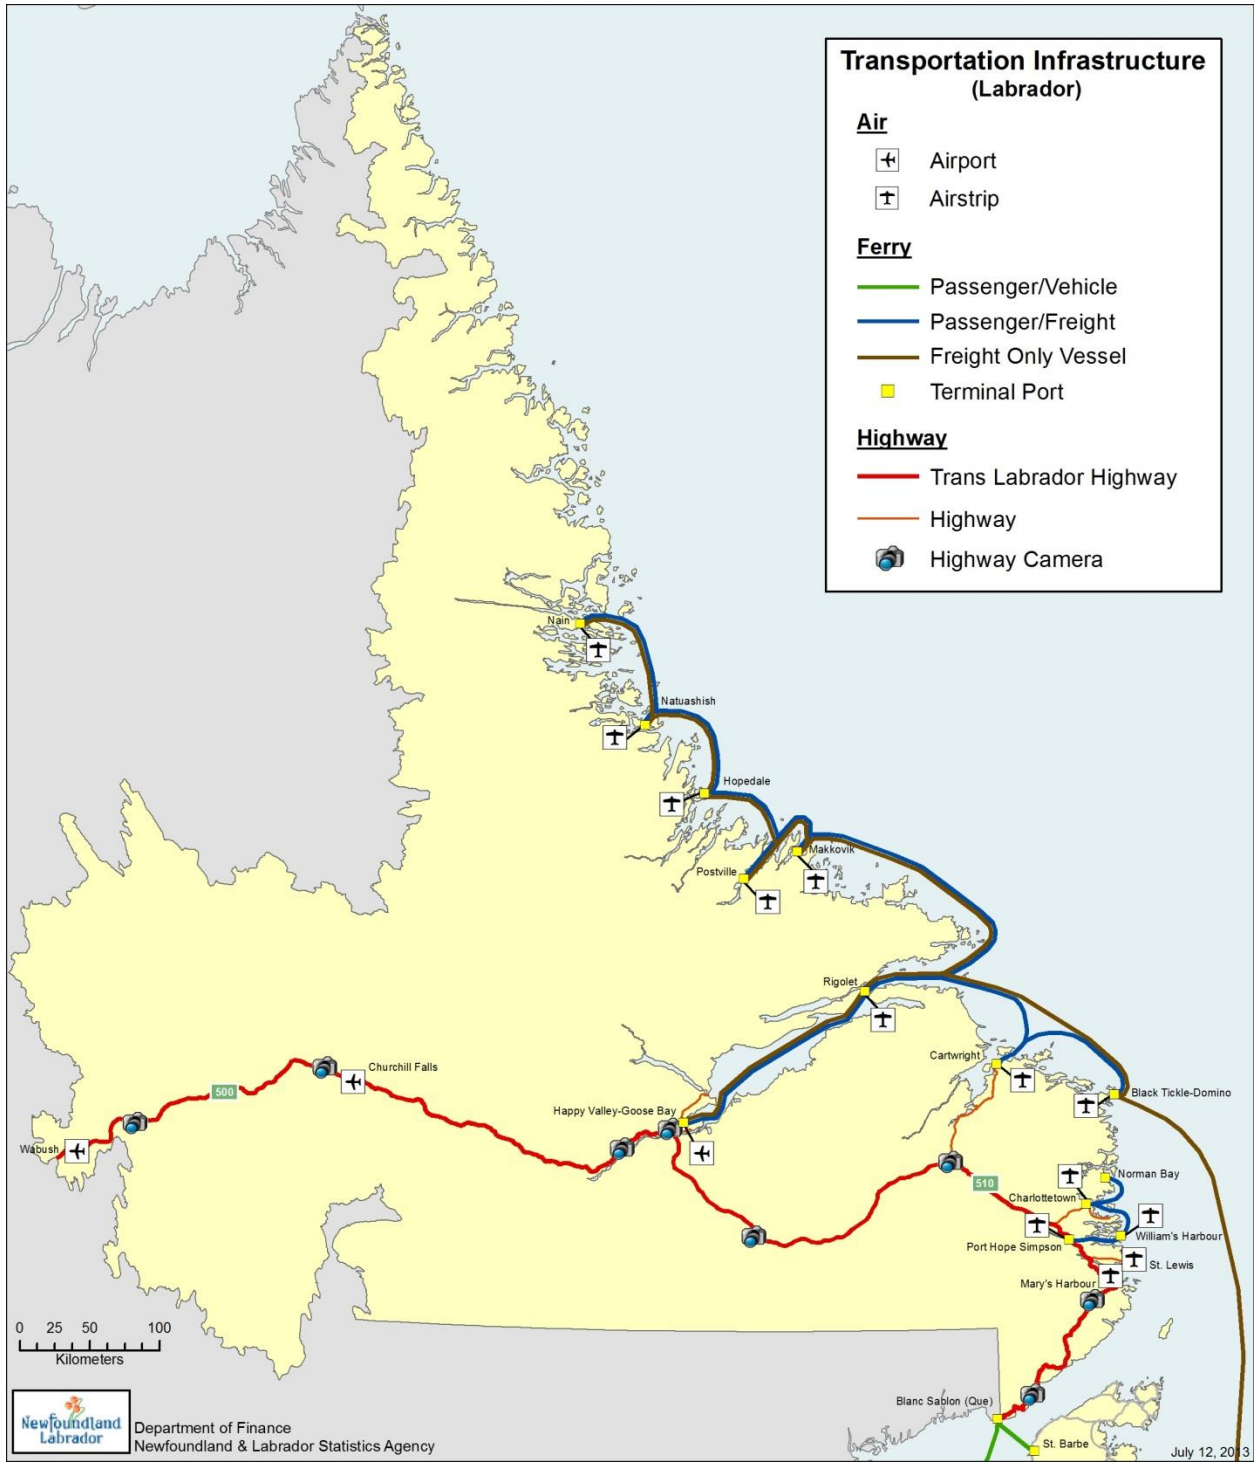 Transportation Infrastructure
(Labrador)
Air
Airport
Airstrip
Ferry
Passenger/Vehicle
Passenger/Freight
Freight Only Vessel
Terminal Port
Highway
Trans Labrador Highway
Highway
Highway Camera
Nain
Natuashish
Hopedale
Makkovik
Postville
Rigolet
Cartwright
Churchill Falls
500
Black Tickle-Domino
Happy Valley-Goose Bay
Wabush
Norman Bay
510
Charlottetown
William's Harbour
Port Hope Simpson
St. Lewis
Mary's Harbour
0 25 50 100
Kilometers
Blanc Sablon (Que)
St. Barbe
Newfoundland
Labrador
Department of Finance
Newfoundland & Labrador Statistics Agency
July 12, 2013